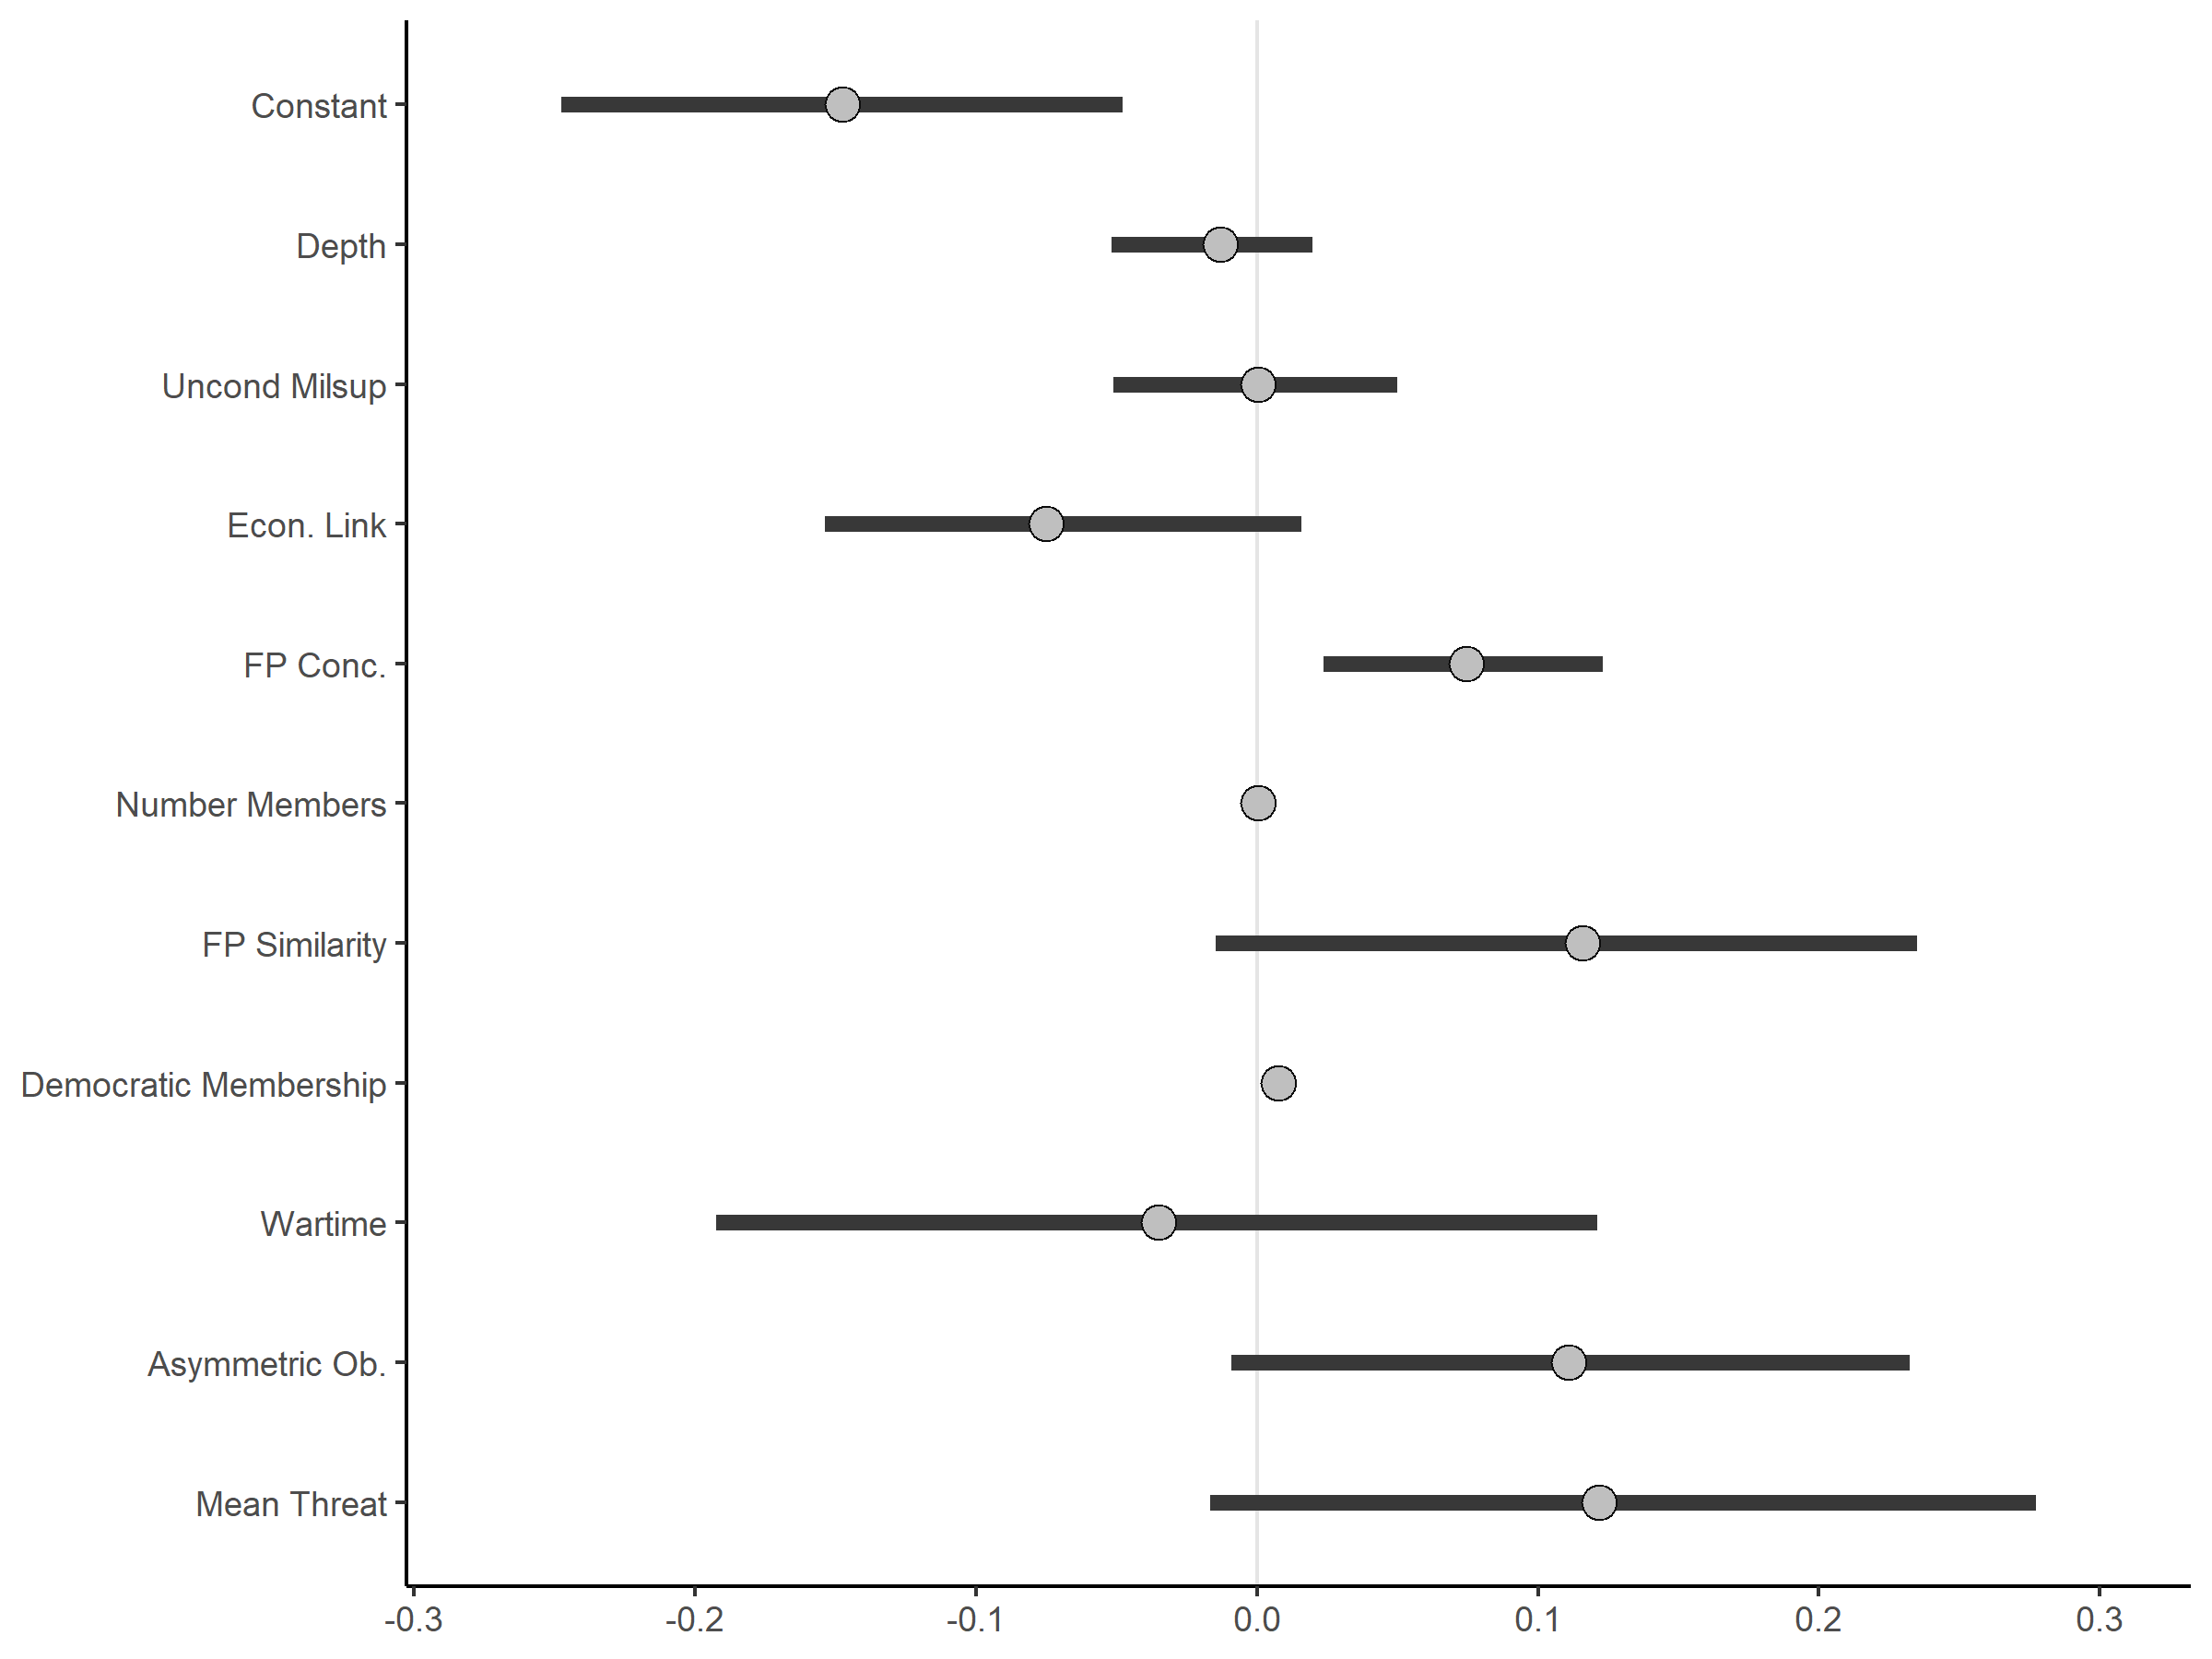 Constant
Depth
Uncond Milsup
Econ. Link
FP Conc.
Number Members
FP Similarity
Democratic Membership
Wartime
Asymmetric Ob.
Mean Threat
-0.3 -0.2 -0.1 0.0 0.1 0.2 0.3